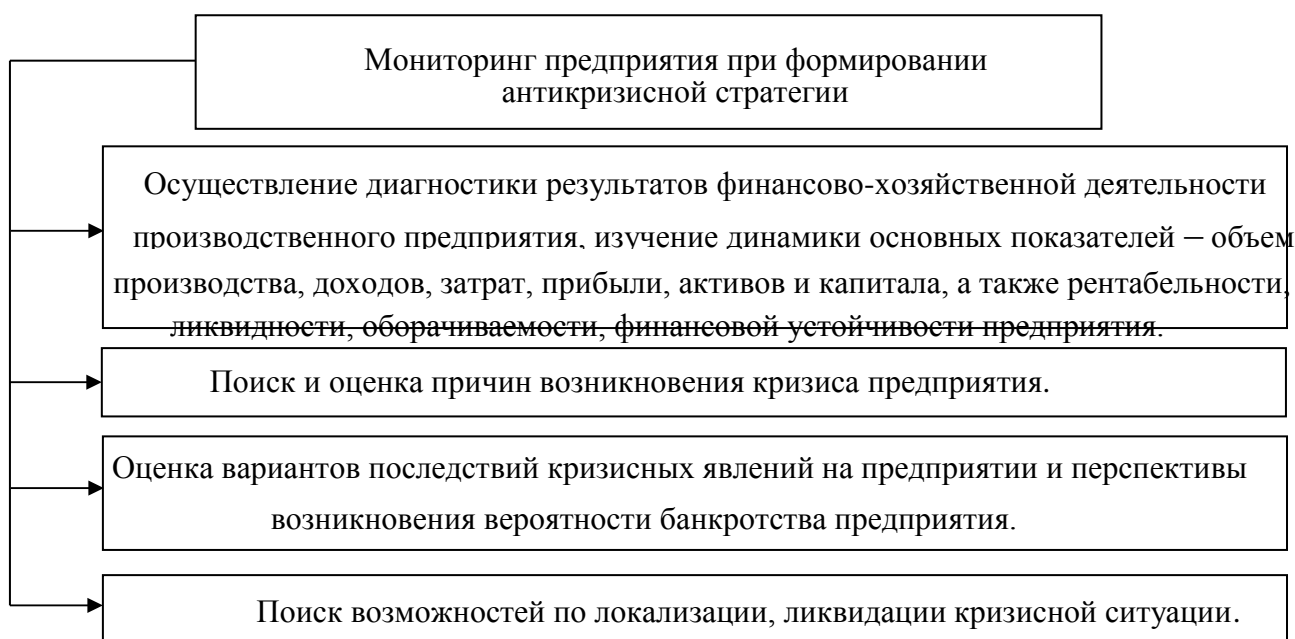 Мониторинг предприятия при формировании
антикризисной стратегии
Осуществление диагностики результатов финансово-хозяйственной деятельности
производственного предприятия, изучение динамики основных показателей – объем
производства, доходов, затрат, прибыли, активов и капитала, а также рентабельности,
ликвидности, оборачиваемости, финансовой устойчивости предприятия.
Поиск и оценка причин возникновения кризиса предприятия.
Оценка вариантов последствий кризисных явлений на предприятии и перспективы
возникновения вероятности банкротства предприятия.
Поиск возможностей по локализации, ликвидации кризисной ситуации.